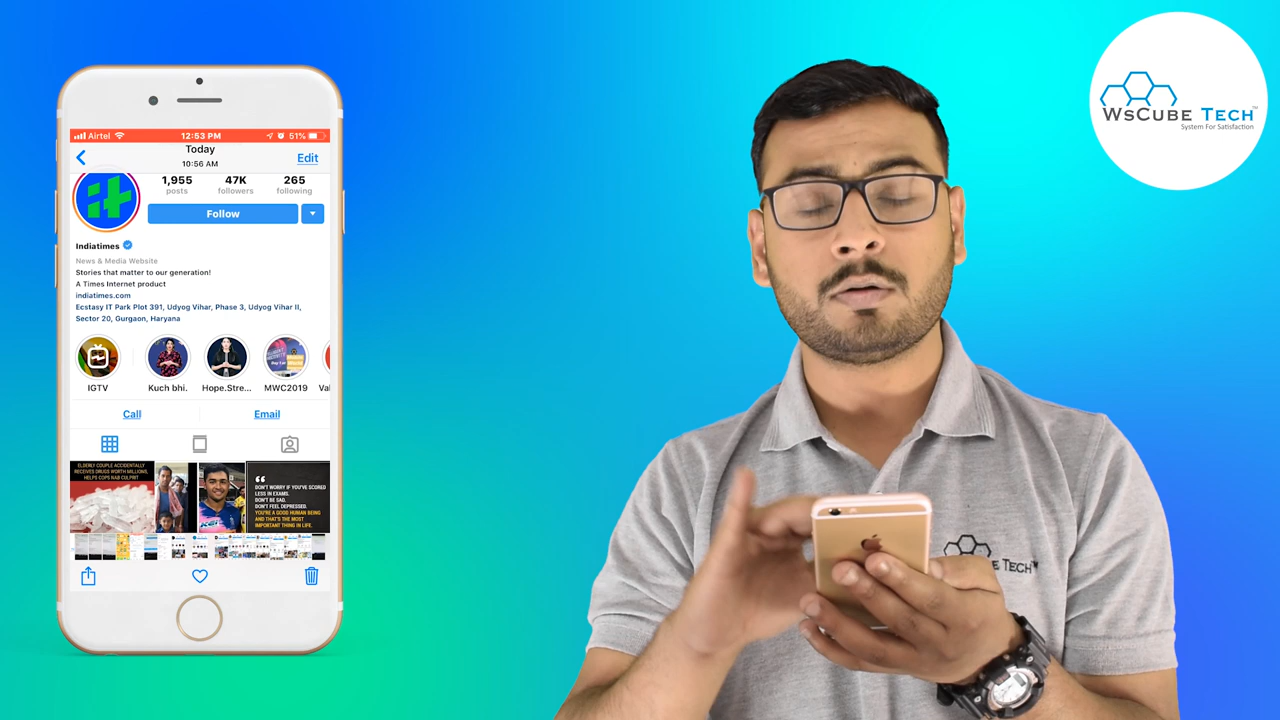 Airtel 12:53 PM 51%
Today
10:56 AM
Edit
1,955 47K 265
posts followers following
Follow
Indiatimes
News & Media Website
Stories that matter to our generation!
A Times Internet product
indiatimes.com
Ecstasy IT Park Plot 391, Udyog Vihar, Phase 3, Udyog Vihar II,
Sector 20, Gurgaon, Haryana
IGTV Kuch bhi. Hope.Stre... MWC2019 Val
Call Email
ELDERLY COUPLE ACCIDENTALLY
RECEIVES DRUGS WORTH MILLIONS,
HELPS COPS NAB CULPRIT
DON'T WORRY IF YOU'VE SCORED
LESS IN EXAMS.
DON'T BE SAD.
DON'T FEEL DEPRESSED.
YOU'RE A GOOD HUMAN BEING
AND THAT'S THE MOST
IMPORTANT THING IN LIFE.
WsCube Tech™
System For Satisfaction
BE TECH™